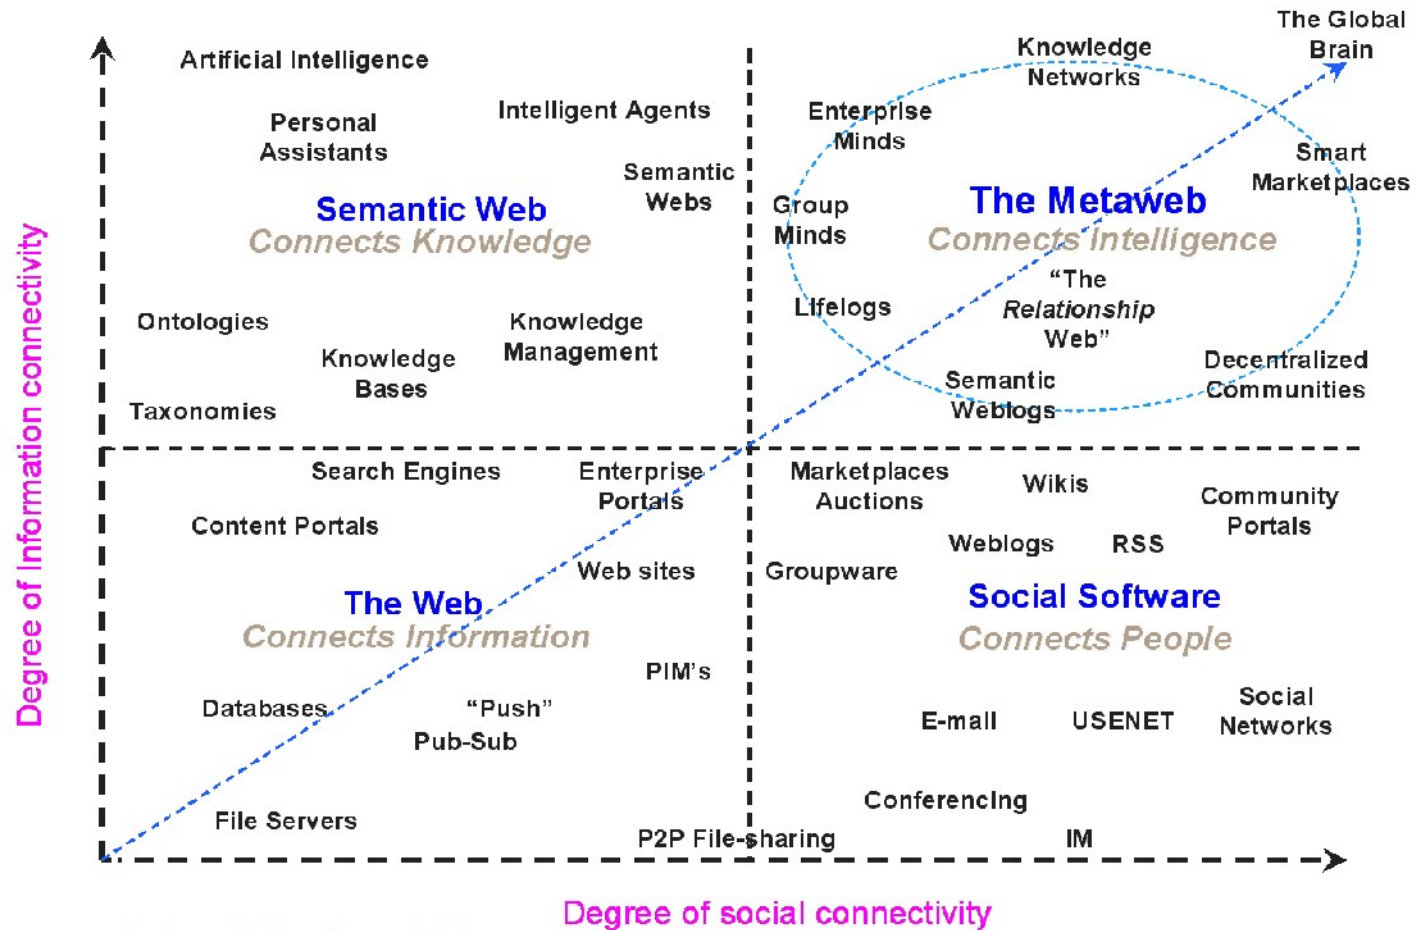 The Global
Brain
Knowledge
Networks
Artificial Intelligence
Intelligent Agents
Personal
Assistants
Enterprise
Minds
Semantic
Webs
Smart
Marketplaces
Semantic Web
Connects Knowledge
Group
Minds
The Metaweb
Connects Intelligence
“The
Relationship
Web”
Lifelogs
Ontologies
Knowledge
Management
Knowledge
Bases
Taxonomies
Semantic
Weblogs
Decentralized
Communities
Search Engines
Enterprise
Portals
Content Portals
Web sites
The Web
Connects Information
PIM’s
Databases
“Push”
Pub-Sub
File Servers
P2P File-sharing
Marketplaces
Auctions
Wikis
Community
Portals
Weblogs
RSS
Groupware
Social Software
Connects People
E-mail
USENET
Social
Networks
Conferencing
IM
Degree of Information connectivity
Degree of social connectivity